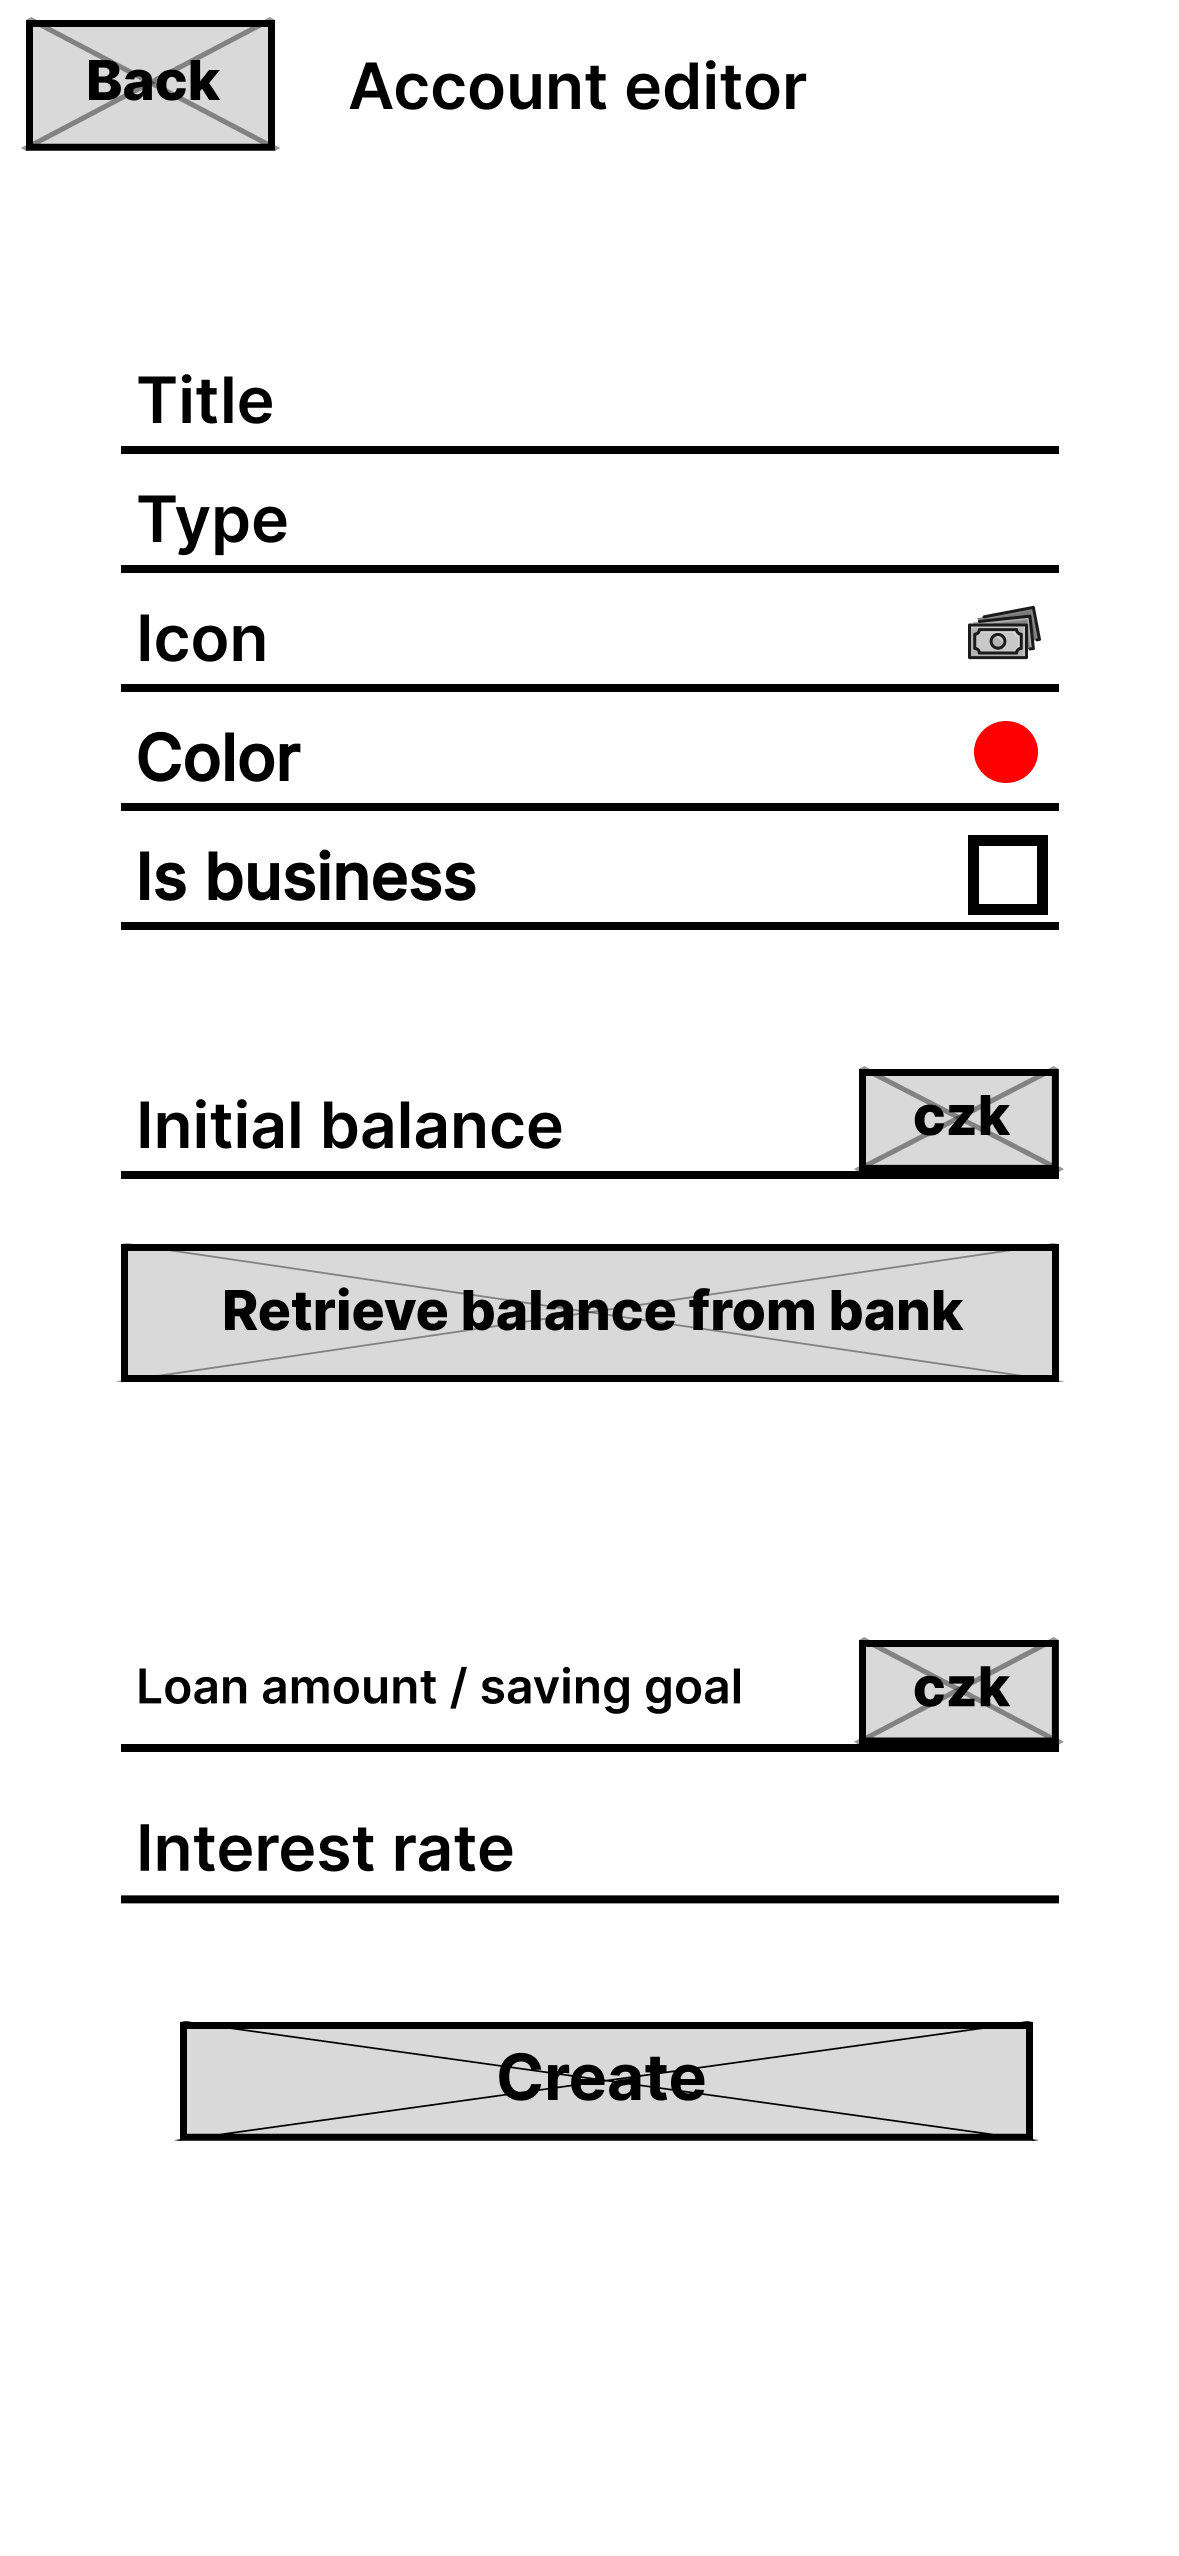 Back
Account editor
Title
Type
Icon
Color
Is business
Initial balance
czk
Retrieve balance from bank
Loan amount / saving goal
czk
Interest rate
Create